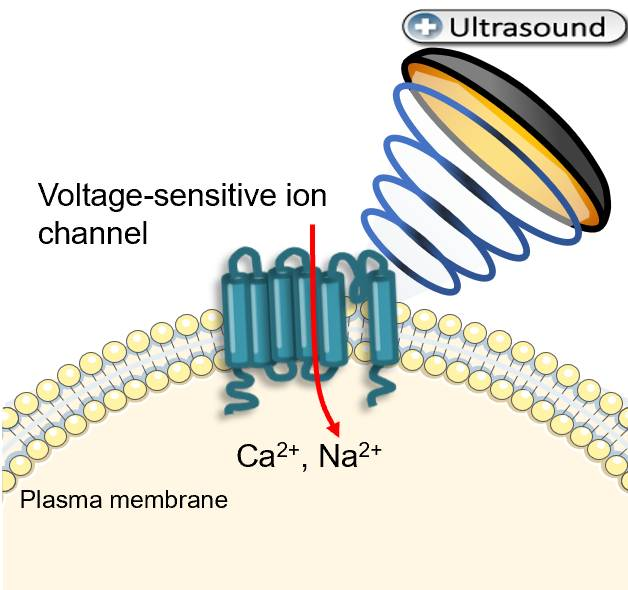 Ultrasound
Voltage-sensitive ion
channel
Ca²⁺, Na²⁺
Plasma membrane